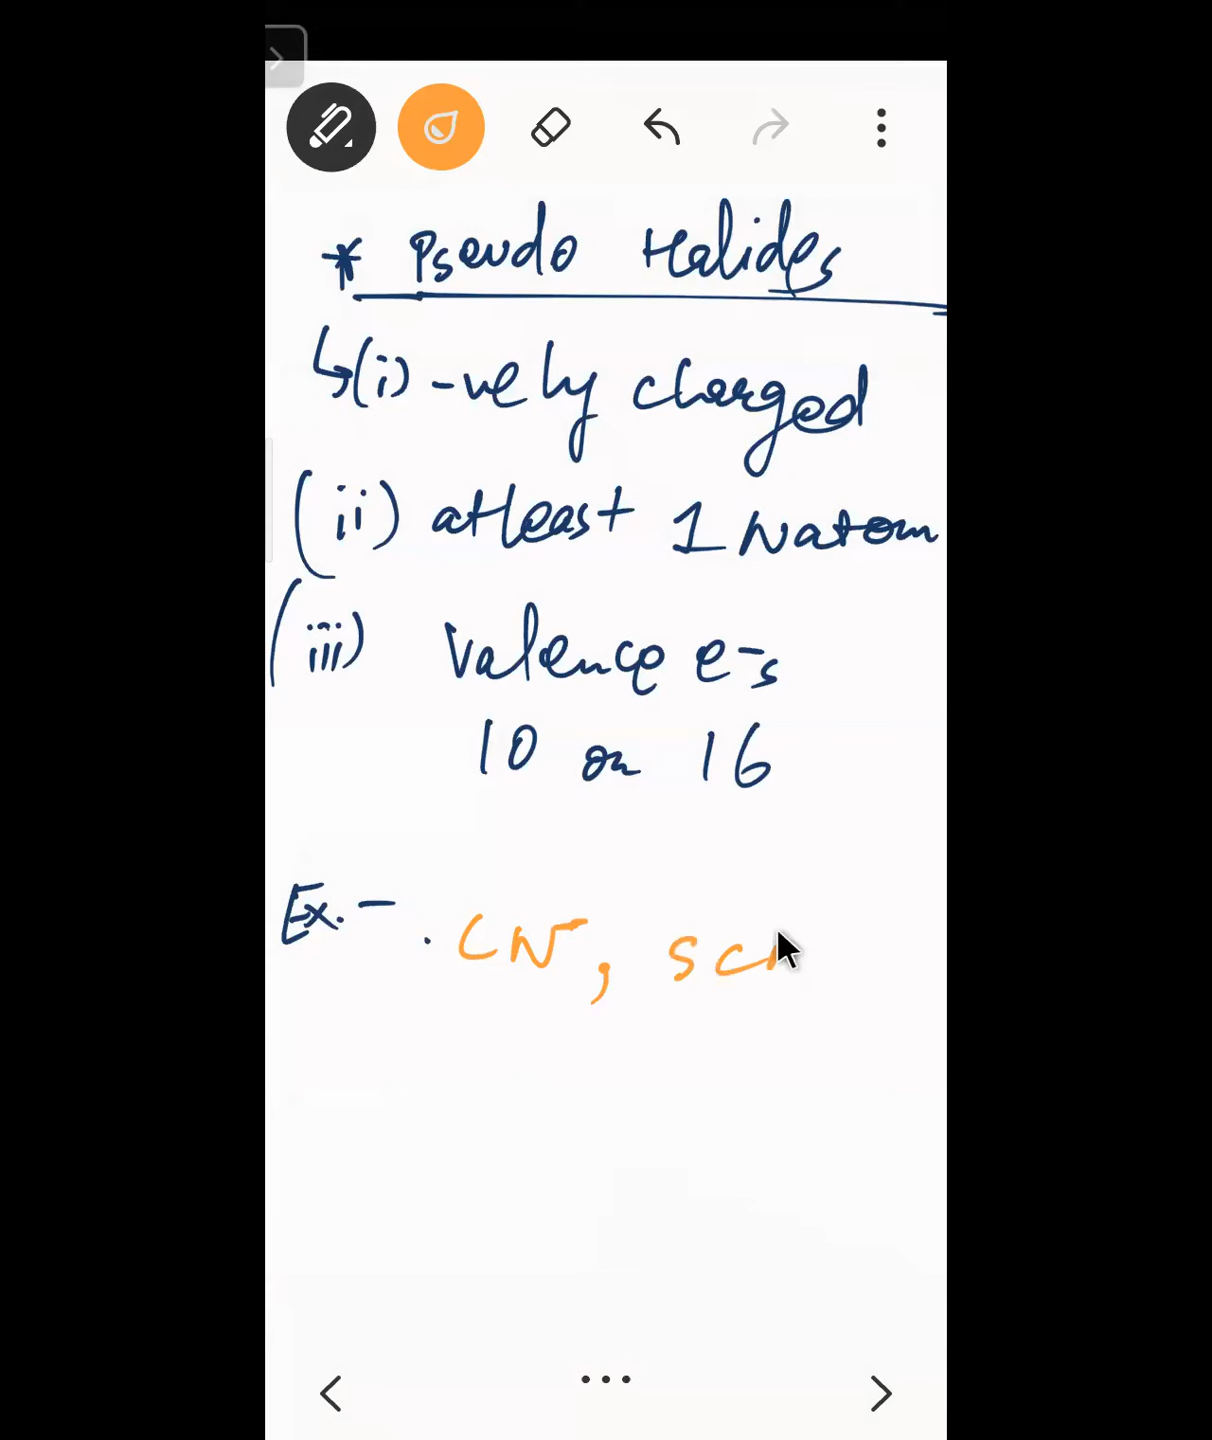 * Pseudo Halides
↳(i) -vely charged
(ii) atleast 1 N atom
(iii) Valence e-s
10 or 16
Ex. - . CN⁻, SC